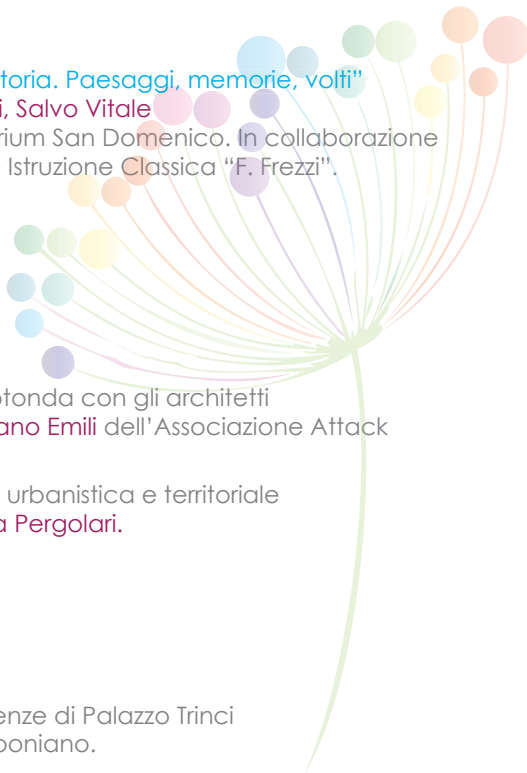 toria. Paesaggi, memorie, volti”
i, Salvo Vitale
rium San Domenico. In collaborazione
Istruzione Classica “F. Frezzi”.
otonda con gli architetti
ano Emili dell’Associazione Attack
urbanistica e territoriale
a Pergolari.
enze di Palazzo Trinci
poniano.